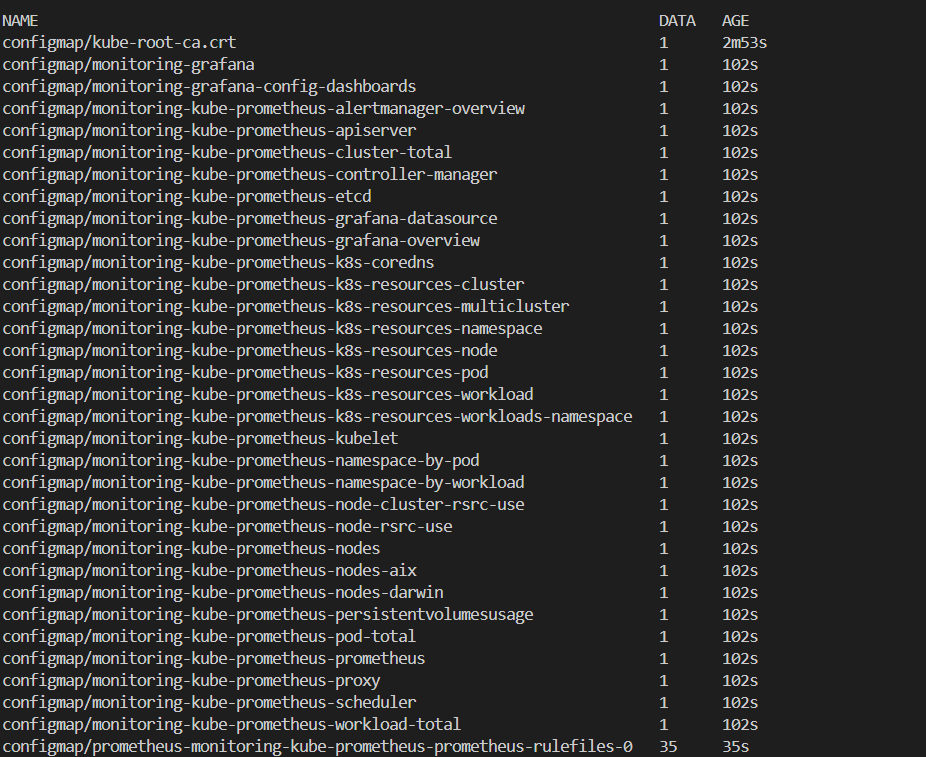 NAME DATA AGE
configmap/kube-root-ca.crt 1 2m53s
configmap/monitoring-grafana 1 102s
configmap/monitoring-grafana-config-dashboards 1 102s
configmap/monitoring-kube-prometheus-alertmanager-overview 1 102s
configmap/monitoring-kube-prometheus-apiserver 1 102s
configmap/monitoring-kube-prometheus-cluster-total 1 102s
configmap/monitoring-kube-prometheus-controller-manager 1 102s
configmap/monitoring-kube-prometheus-etcd 1 102s
configmap/monitoring-kube-prometheus-grafana-datasource 1 102s
configmap/monitoring-kube-prometheus-grafana-overview 1 102s
configmap/monitoring-kube-prometheus-k8s-coredns 1 102s
configmap/monitoring-kube-prometheus-k8s-resources-cluster 1 102s
configmap/monitoring-kube-prometheus-k8s-resources-multicluster 1 102s
configmap/monitoring-kube-prometheus-k8s-resources-namespace 1 102s
configmap/monitoring-kube-prometheus-k8s-resources-node 1 102s
configmap/monitoring-kube-prometheus-k8s-resources-pod 1 102s
configmap/monitoring-kube-prometheus-k8s-resources-workload 1 102s
configmap/monitoring-kube-prometheus-k8s-resources-workloads-namespace 1 102s
configmap/monitoring-kube-prometheus-kubelet 1 102s
configmap/monitoring-kube-prometheus-namespace-by-pod 1 102s
configmap/monitoring-kube-prometheus-namespace-by-workload 1 102s
configmap/monitoring-kube-prometheus-node-cluster-rsrc-use 1 102s
configmap/monitoring-kube-prometheus-node-rsrc-use 1 102s
configmap/monitoring-kube-prometheus-nodes 1 102s
configmap/monitoring-kube-prometheus-nodes-aix 1 102s
configmap/monitoring-kube-prometheus-nodes-darwin 1 102s
configmap/monitoring-kube-prometheus-persistentvolumesusage 1 102s
configmap/monitoring-kube-prometheus-pod-total 1 102s
configmap/monitoring-kube-prometheus-prometheus 1 102s
configmap/monitoring-kube-prometheus-proxy 1 102s
configmap/monitoring-kube-prometheus-scheduler 1 102s
configmap/monitoring-kube-prometheus-workload-total 1 102s
configmap/prometheus-monitoring-kube-prometheus-prometheus-rulefiles-0 35 35s